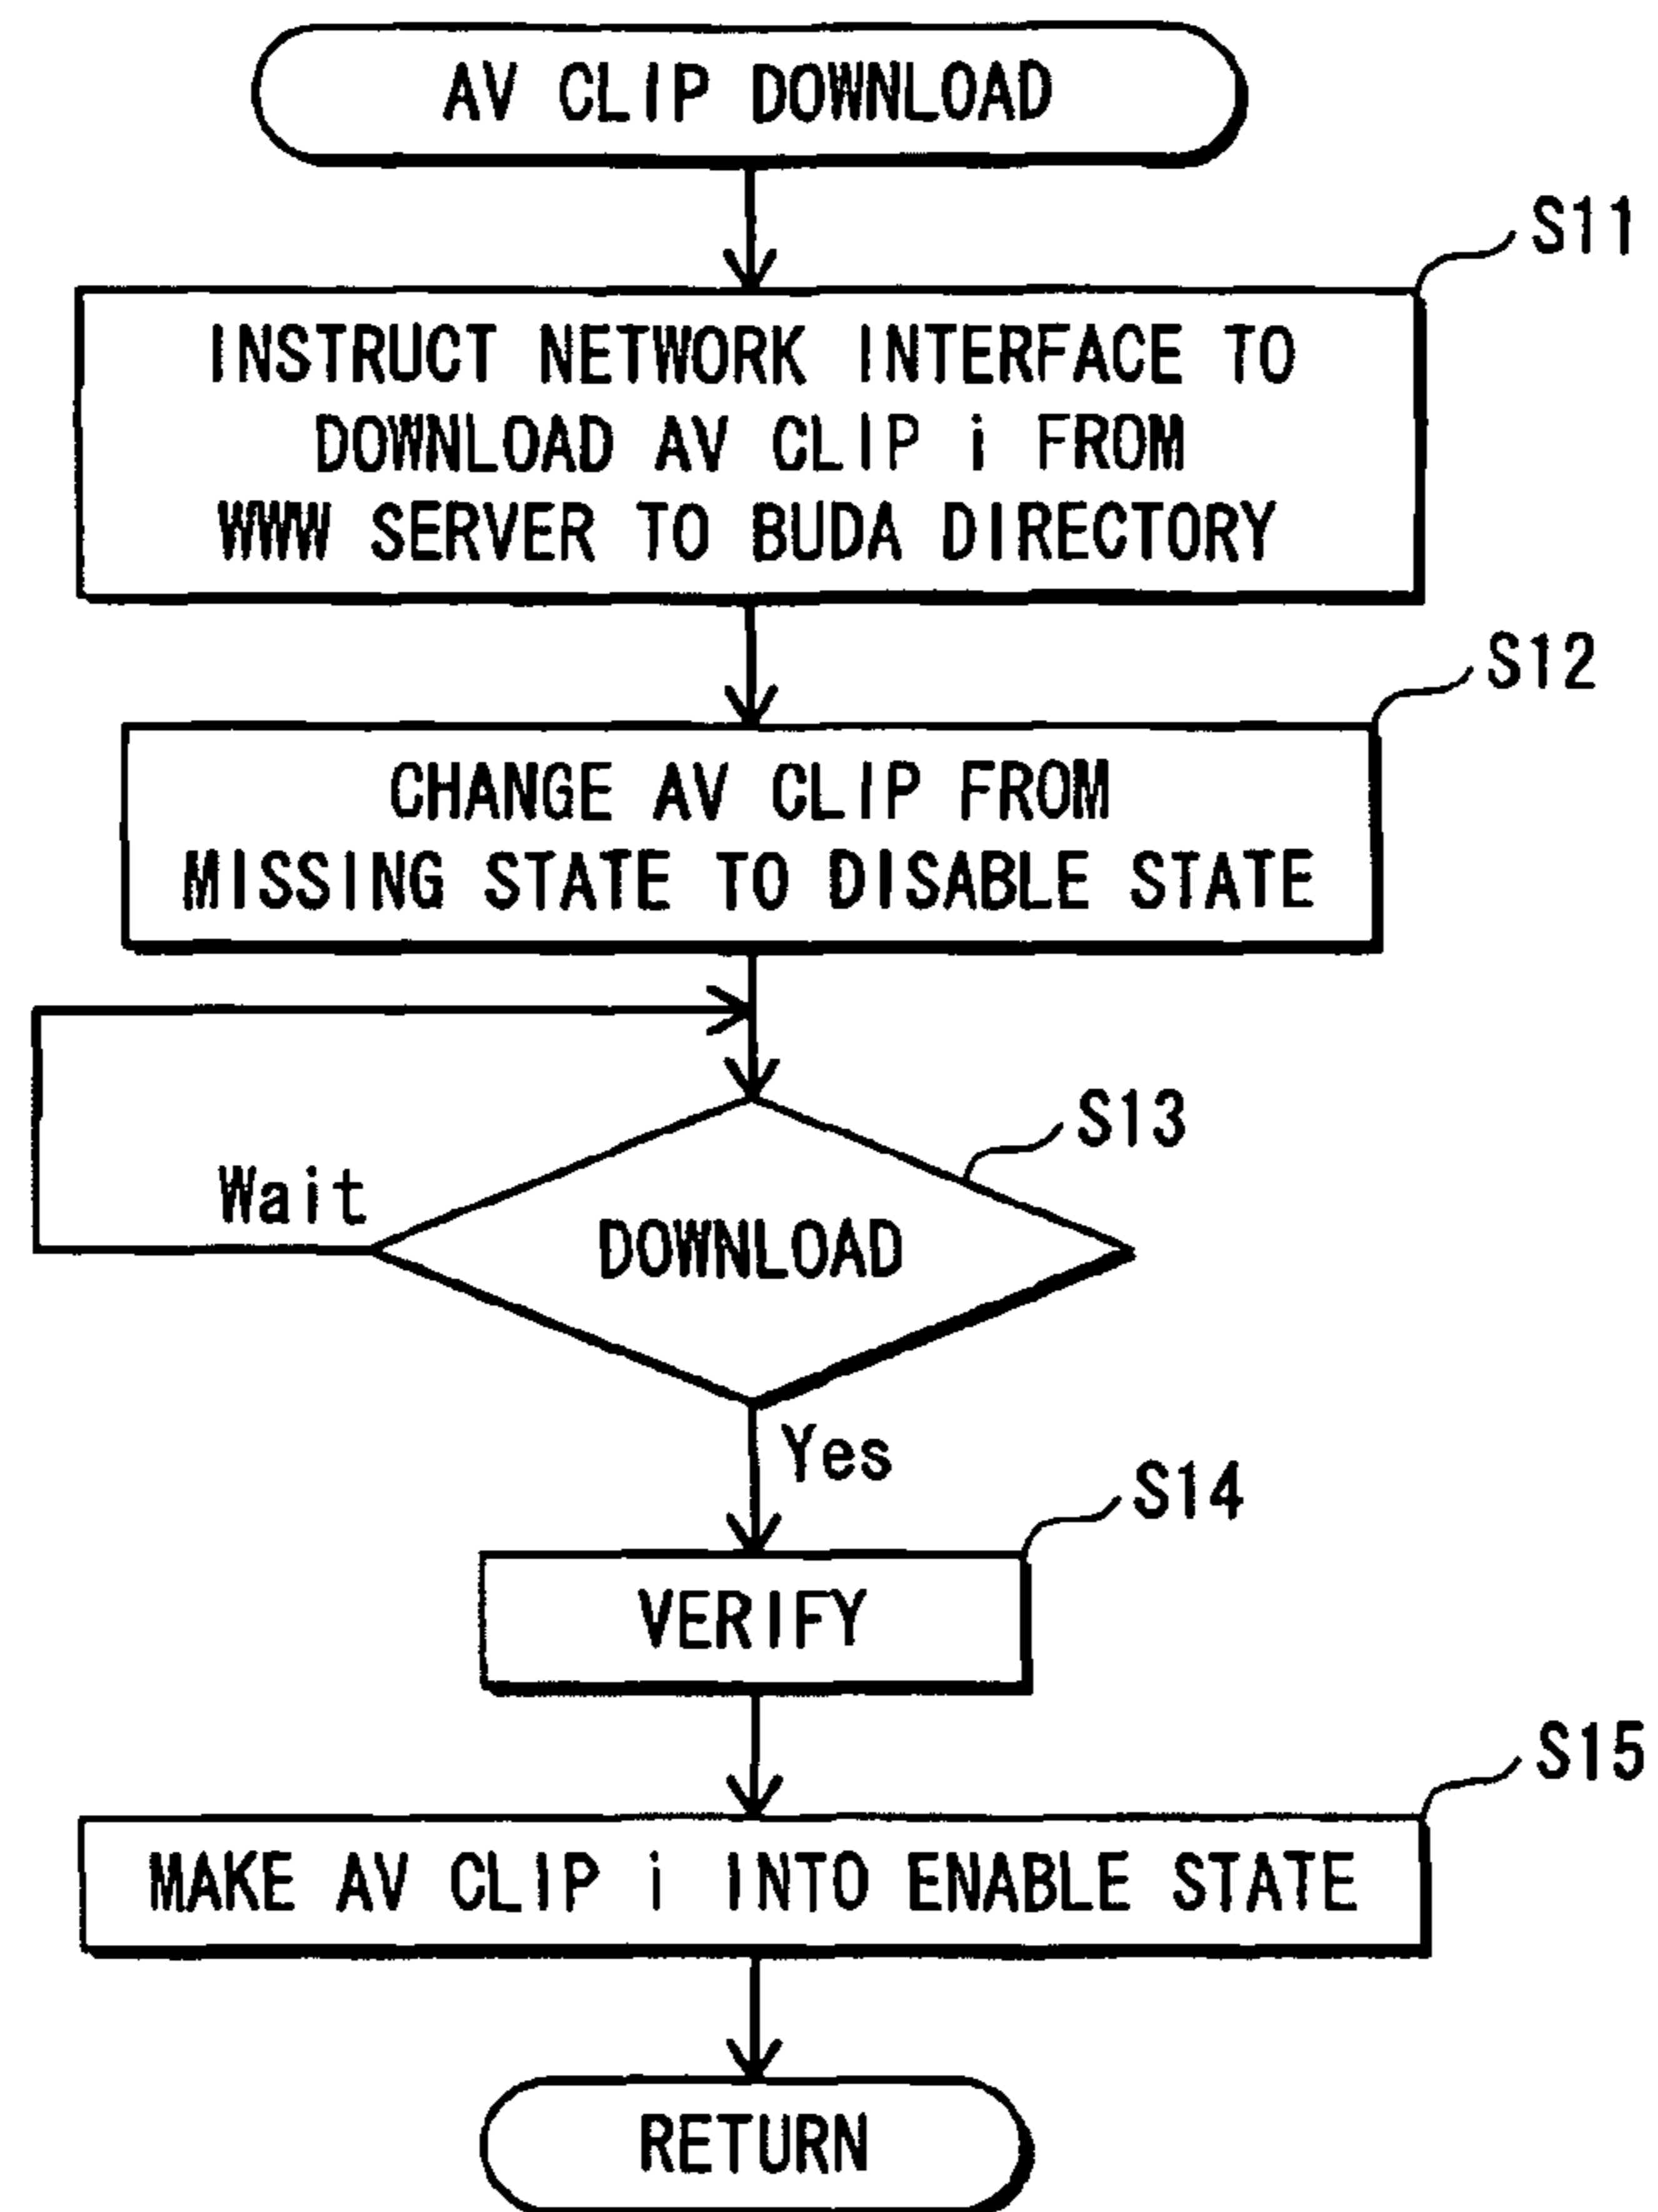 AV CLIP DOWNLOAD
S11
INSTRUCT NETWORK INTERFACE TO
DOWNLOAD AV CLIP i FROM
WWW SERVER TO BUDA DIRECTORY
S12
CHANGE AV CLIP FROM
MISSING STATE TO DISABLE STATE
S13
Wait
DOWNLOAD
Yes
S14
VERIFY
S15
MAKE AV CLIP i INTO ENABLE STATE
RETURN